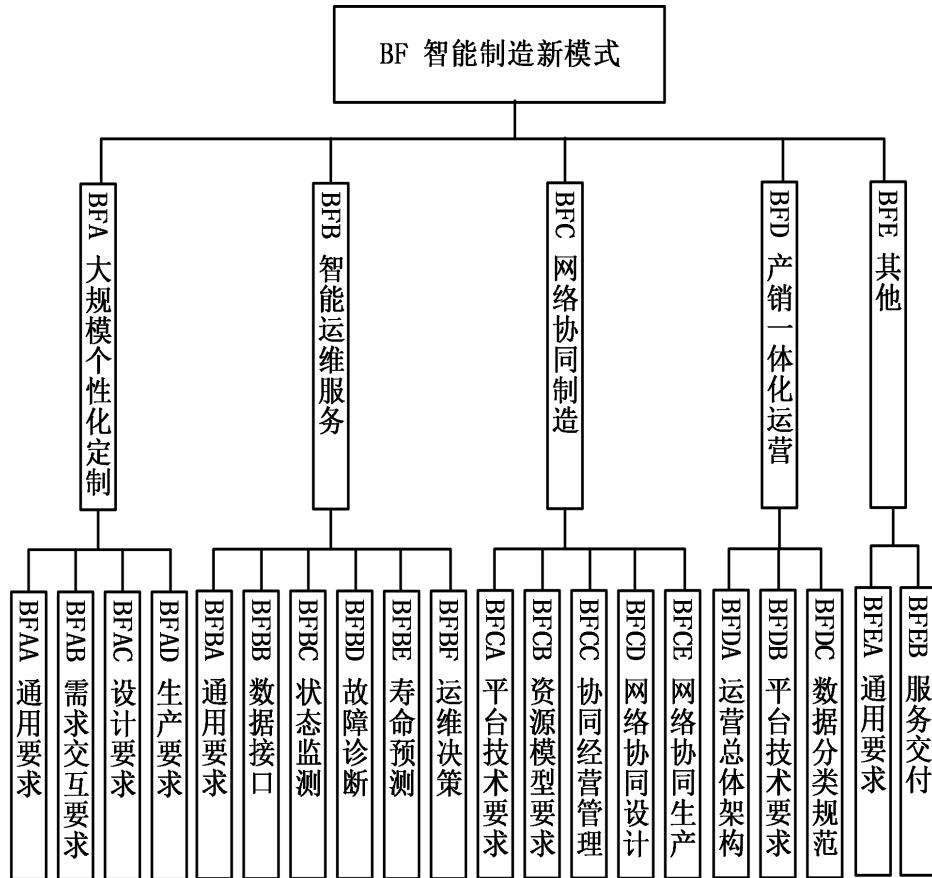 BF 智能制造新模式
BFA 大规模个性化定制
BFB 智能运维服务
BFC 网络协同制造
BFD 产销一体化运营
BFE 其他
BFAA 通用要求
BFAB 需求交互要求
BFAC 设计要求
BFAD 生产要求
BFBA 通用要求
BFBB 数据接口
BFBC 状态监测
BFBD 故障诊断
BFBE 寿命预测
BFBF 运维决策
BFCA 平台技术要求
BFCB 资源模型要求
BFCC 协同经营管理
BFCD 网络协同设计
BFCE 网络协同生产
BFDA 运营总体架构
BFDB 平台技术要求
BFDC 数据分类规范
BFEA 通用要求
BFEB 服务交付